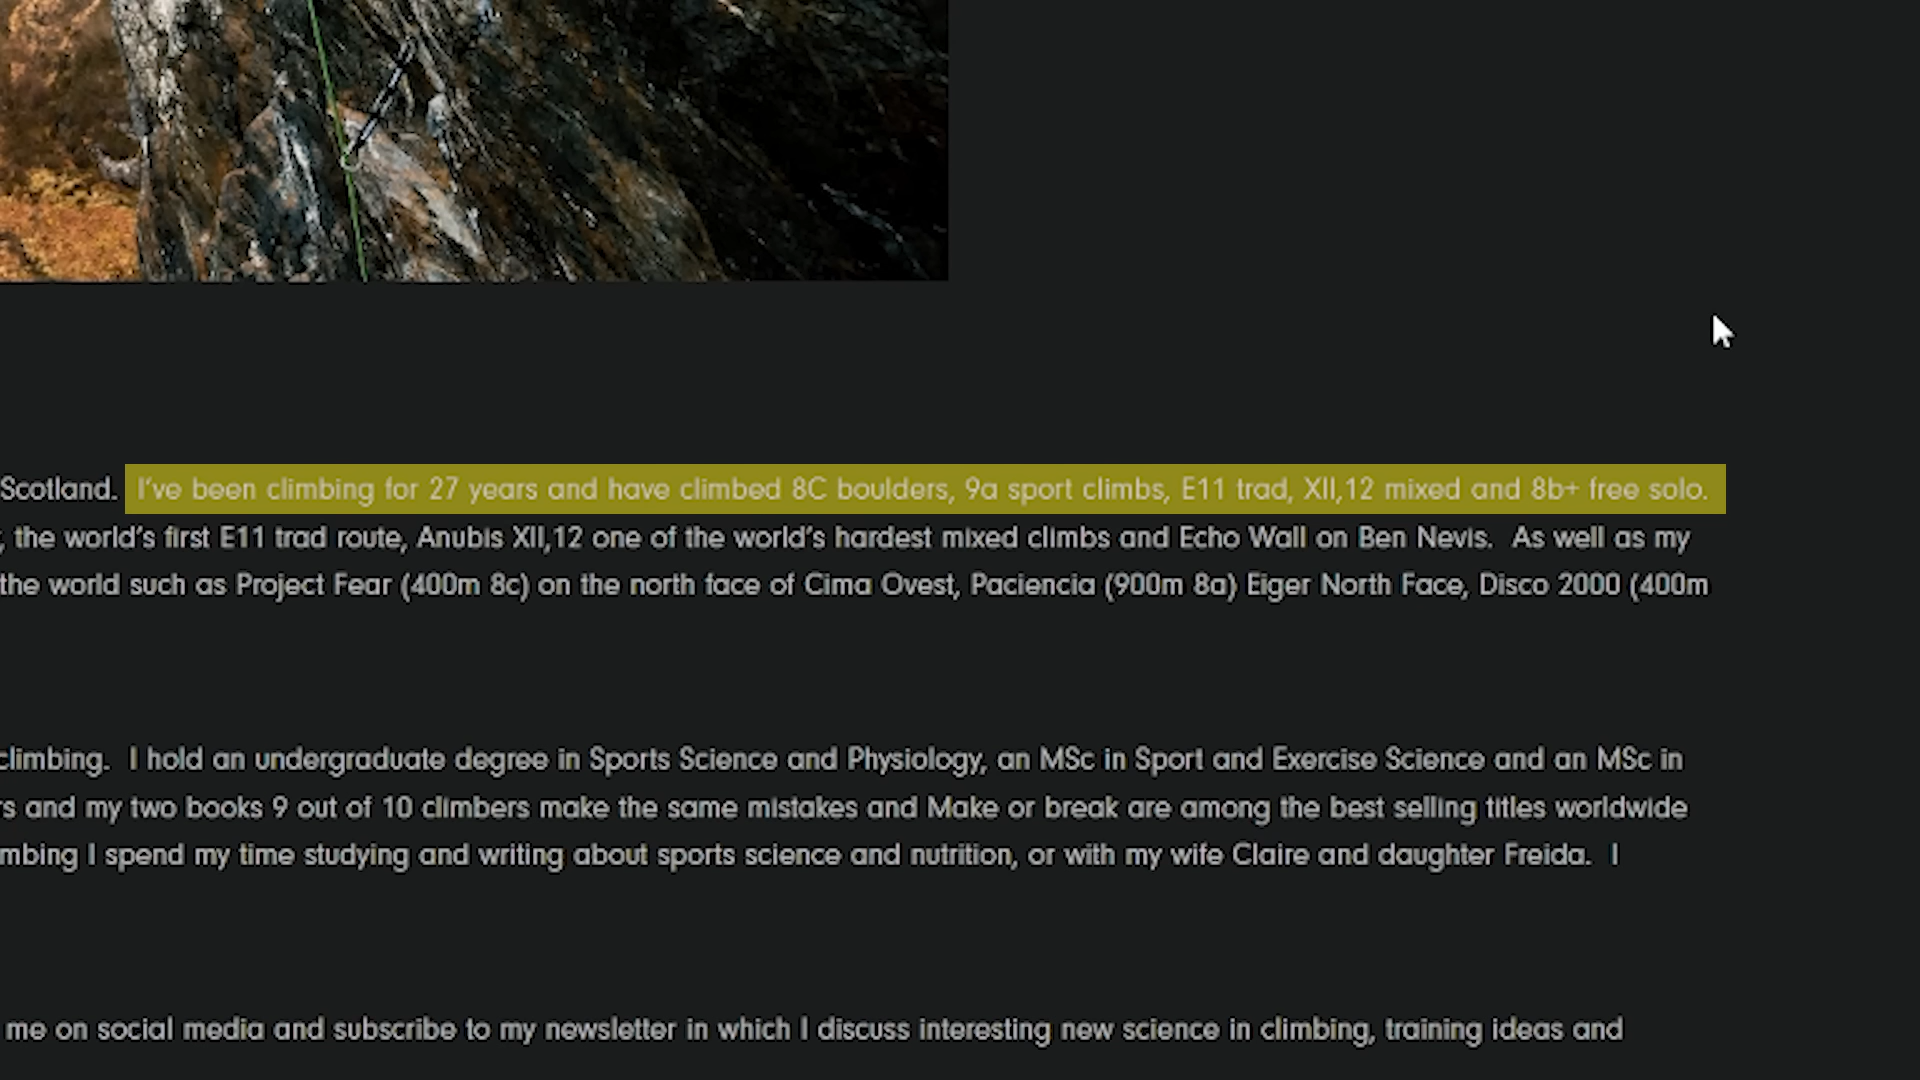 Scotland. I've been climbing for 27 years and have climbed 8C boulders, 9a sport climbs, E11 trad, XII,12 mixed and 8b+ free solo.
, the world's first E11 trad route, Anubis XII,12 one of the world's hardest mixed climbs and Echo Wall on Ben Nevis. As well as my
the world such as Project Fear (400m 8c) on the north face of Cima Ovest, Paciencia (900m 8a) Eiger North Face, Disco 2000 (400m
climbing. I hold an undergraduate degree in Sports Science and Physiology, an MSc in Sport and Exercise Science and an MSc in
and my two books 9 out of 10 climbers make the same mistakes and Make or break are among the best selling titles worldwide
I spend my time studying and writing about sports science and nutrition, or with my wife Claire and daughter Freida. I
me on social media and subscribe to my newsletter in which I discuss interesting new science in climbing, training ideas and